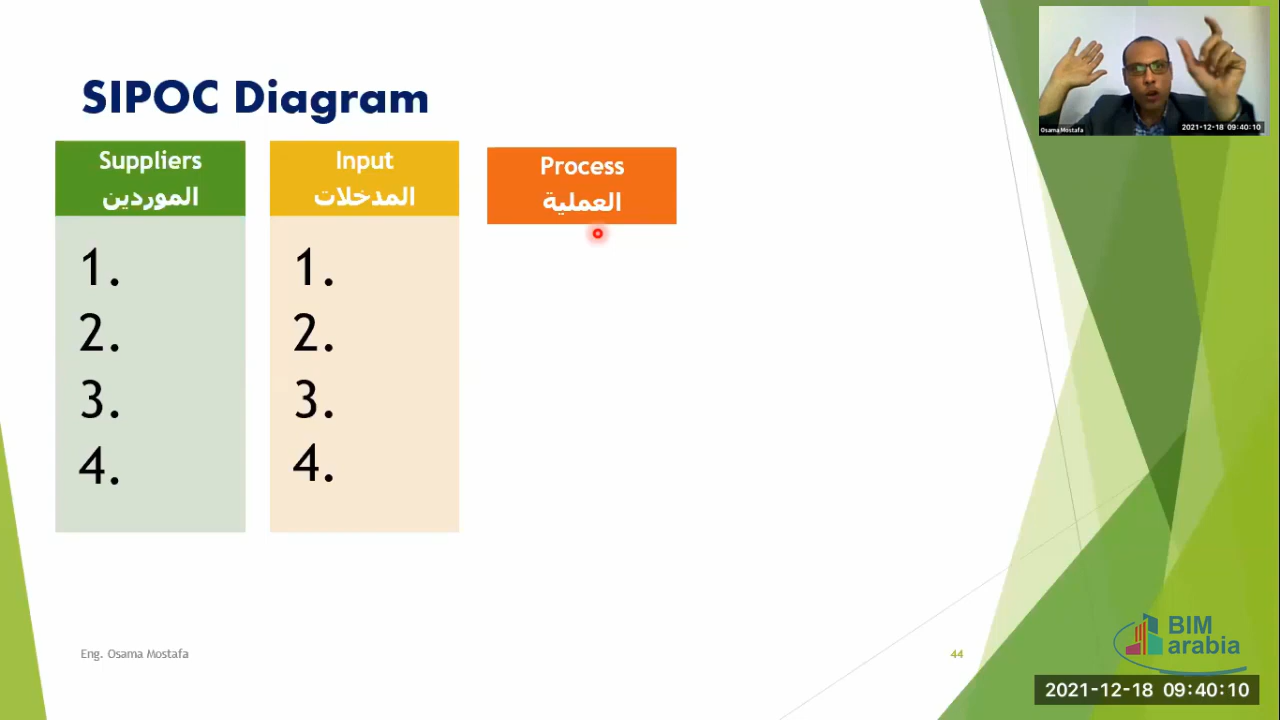 SIPOC Diagram
Suppliers
الموردين
1.
2.
3.
4.
Input
المدخلات
1.
2.
3.
4.
Process
العملية
Osama Mostafa
2021-12-18 09:40:10
Eng. Osama Mostafa
44
BIM
arabia
2021-12-18 09:40:10